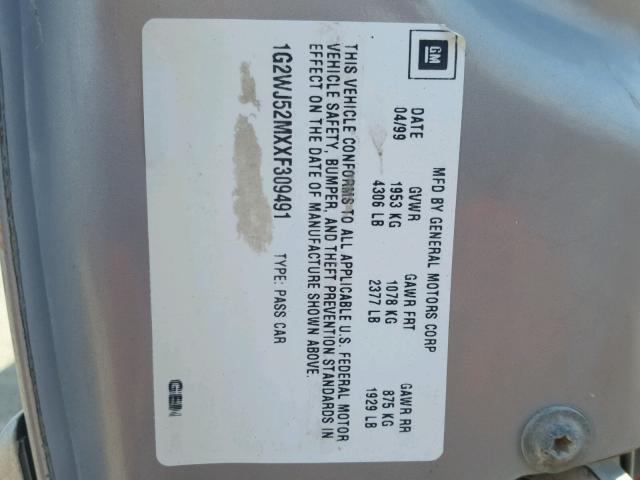 GM
MFD BY GENERAL MOTORS CORP
DATE GVWR GAWR FRT GAWR RR
04/99 1953 KG 1078 KG 875 KG
4306 LB 2377 LB 1929 LB
THIS VEHICLE CONFORMS TO ALL APPLICABLE U.S. FEDERAL MOTOR
VEHICLE SAFETY, BUMPER, AND THEFT PREVENTION STANDARDS IN
EFFECT ON THE DATE OF MANUFACTURE SHOWN ABOVE.
1G2WJ52MXXF309491 TYPE: PASS CAR